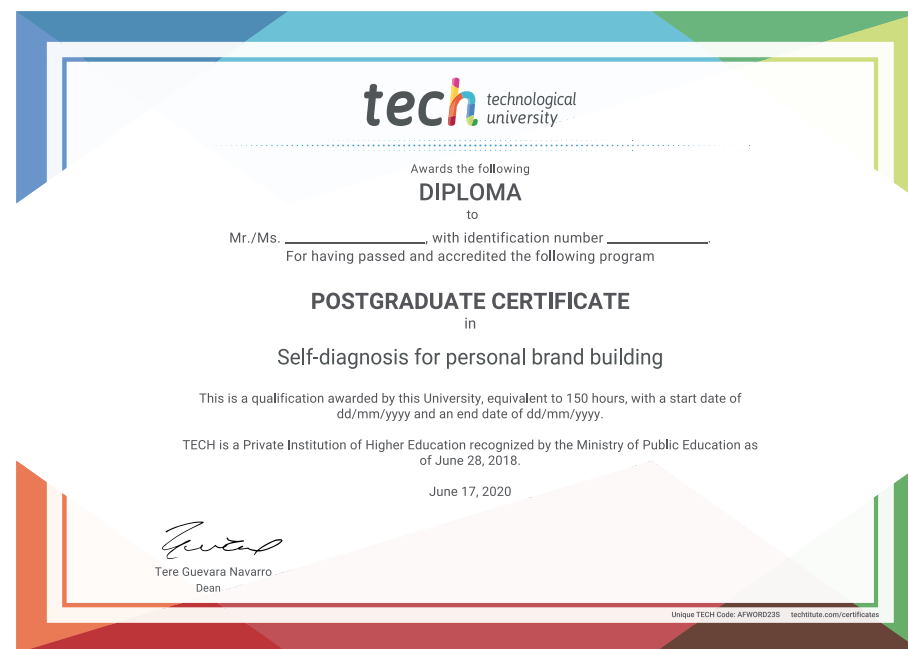 tech technological
university
Awards the following
DIPLOMA
to
Mr./Ms. ____________________, with identification number ______________.
For having passed and accredited the following program
POSTGRADUATE CERTIFICATE
in
Self-diagnosis for personal brand building
This is a qualification awarded by this University, equivalent to 150 hours, with a start date of
dd/mm/yyyy and an end date of dd/mm/yyyy.
TECH is a Private Institution of Higher Education recognized by the Ministry of Public Education as
of June 28, 2018.
June 17, 2020
Tere Guevara Navarro
Dean
Unique TECH Code: AFWORD23S techtitute.com/certificates